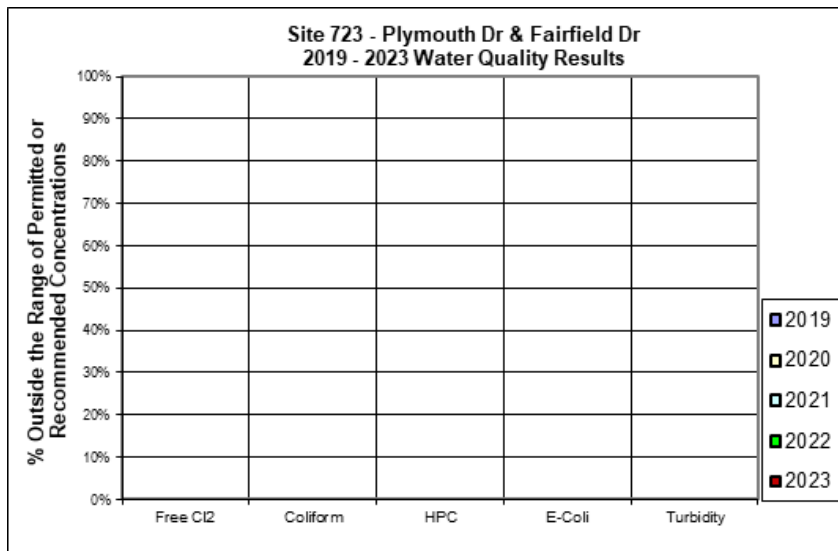 Site 723 - Plymouth Dr & Fairfield Dr
2019 - 2023 Water Quality Results
% Outside the Range of Permitted or
Recommended Concentrations
100%
90%
80%
70%
60%
50%
40%
30%
20%
10%
0%
Free Cl2
Coliform
HPC
E-Coli
Turbidity
2019
2020
2021
2022
2023